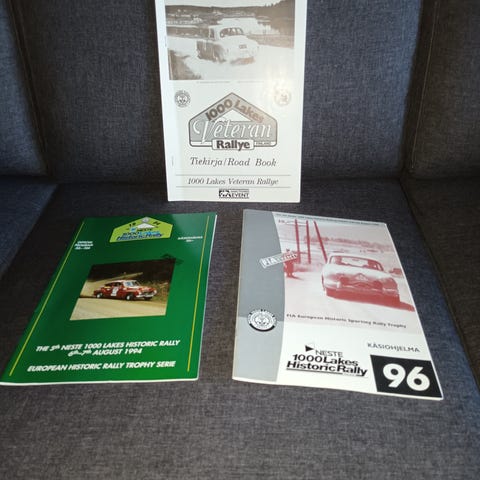 1000 Lakes
Veteran
Rallye
FINLAND
Tiekirja/Road Book
1000 Lakes Veteran Rallye
EVENT
NESTE
1000 Lakes
Historic Rally
KÄSIOHJELMA
THE 5th NESTE 1000 LAKES HISTORIC RALLY
6th-7th AUGUST 1994
EUROPEAN HISTORIC RALLY TROPHY SERIE
FIA
FIA European Historic Sporting Rally Trophy
KÄSIOHJELMA
NESTE
1000 Lakes
Historic Rally
96